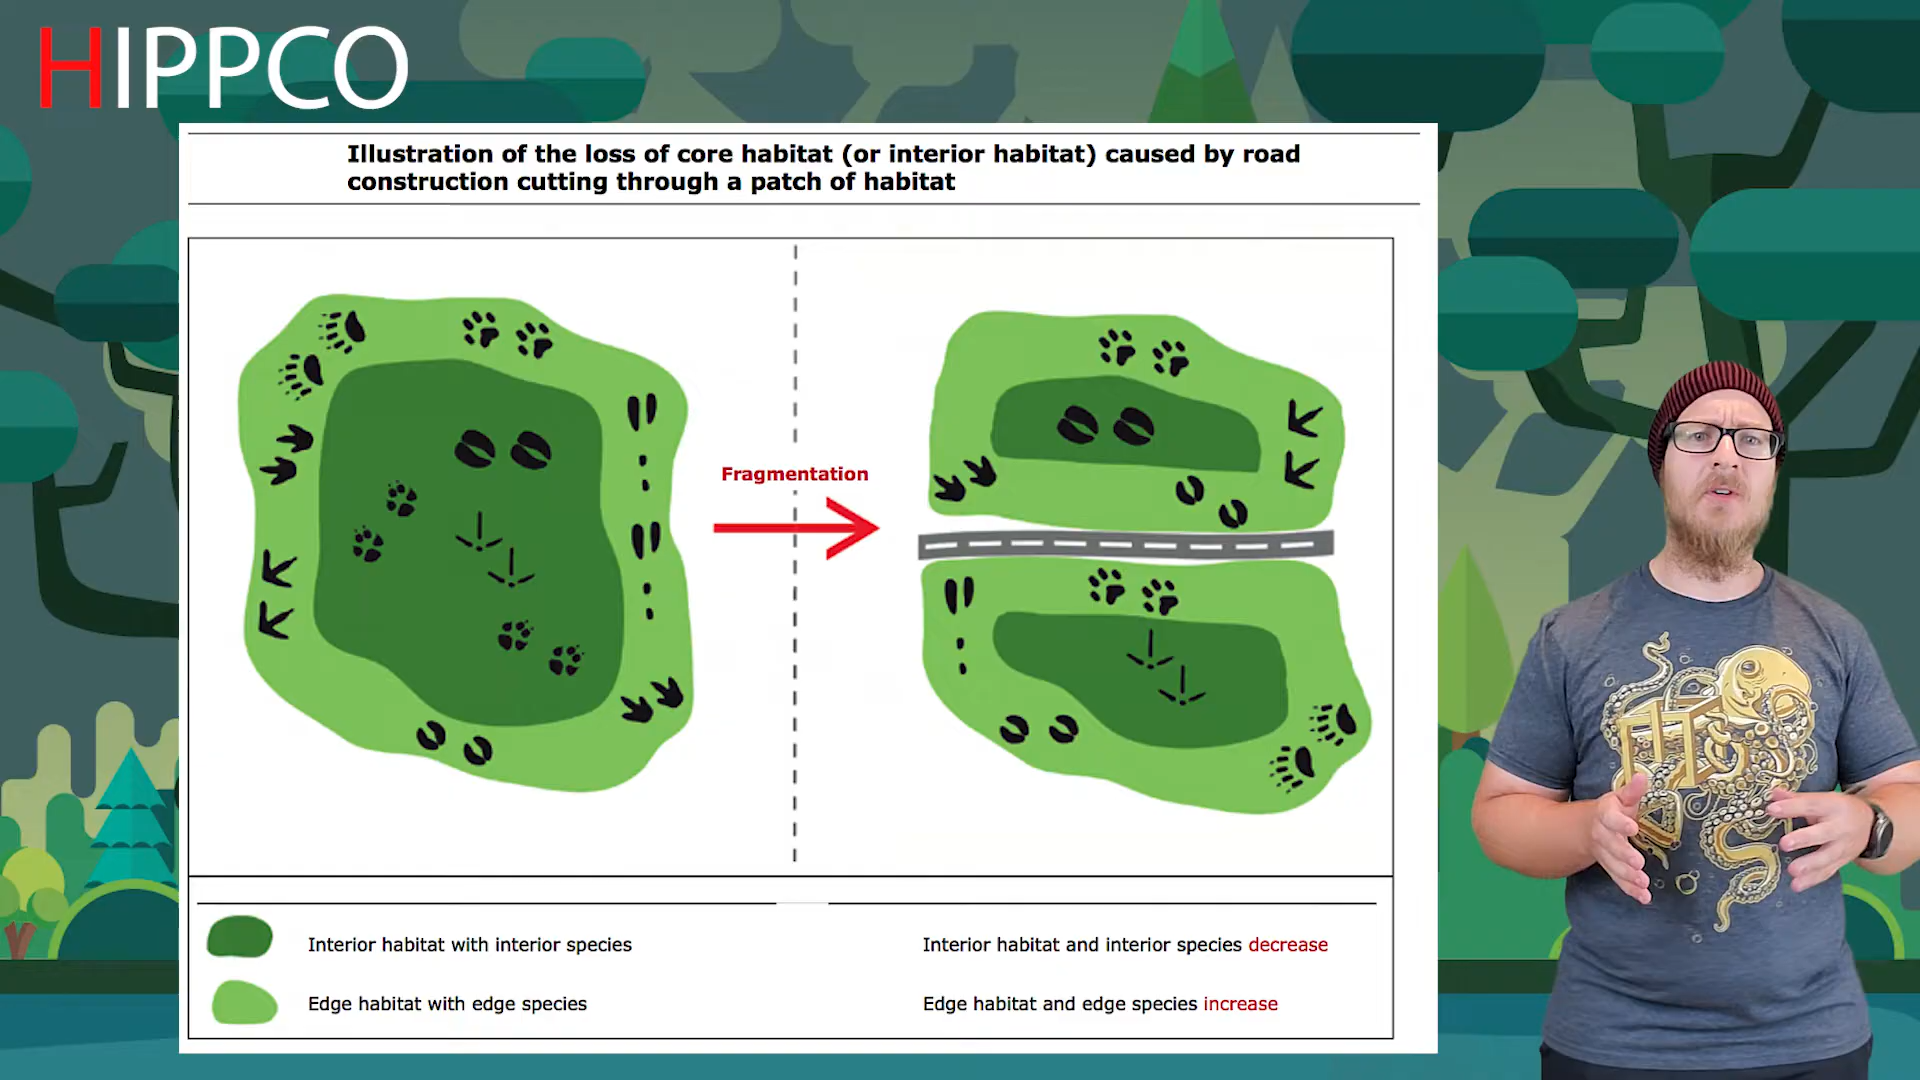 HIPPCO
Illustration of the loss of core habitat (or interior habitat) caused by road
construction cutting through a patch of habitat
Fragmentation
Interior habitat with interior species
Interior habitat and interior species decrease
Edge habitat with edge species
Edge habitat and edge species increase